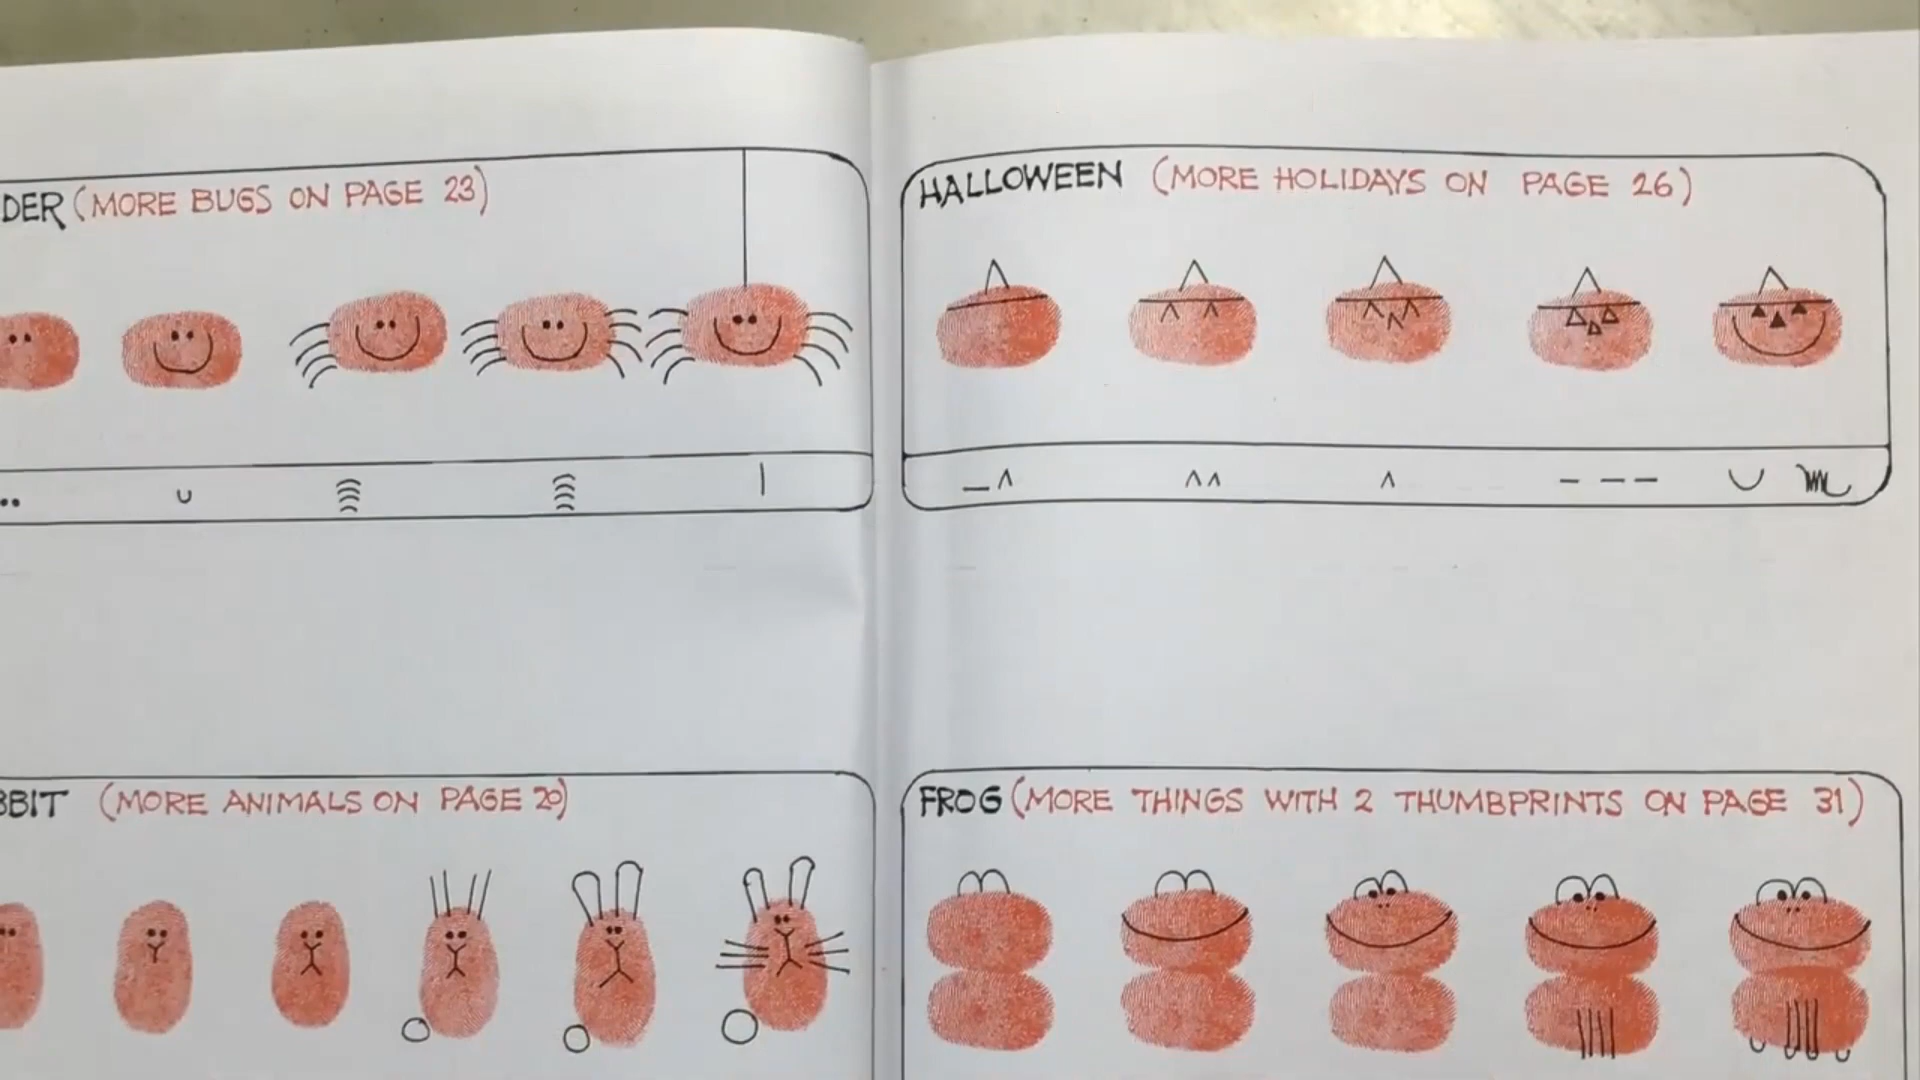 DER (MORE BUGS ON PAGE 23)
HALLOWEEN (MORE HOLIDAYS ON PAGE 26)
BBIT (MORE ANIMALS ON PAGE 20)
FROG (MORE THINGS WITH 2 THUMBPRINTS ON PAGE 31)